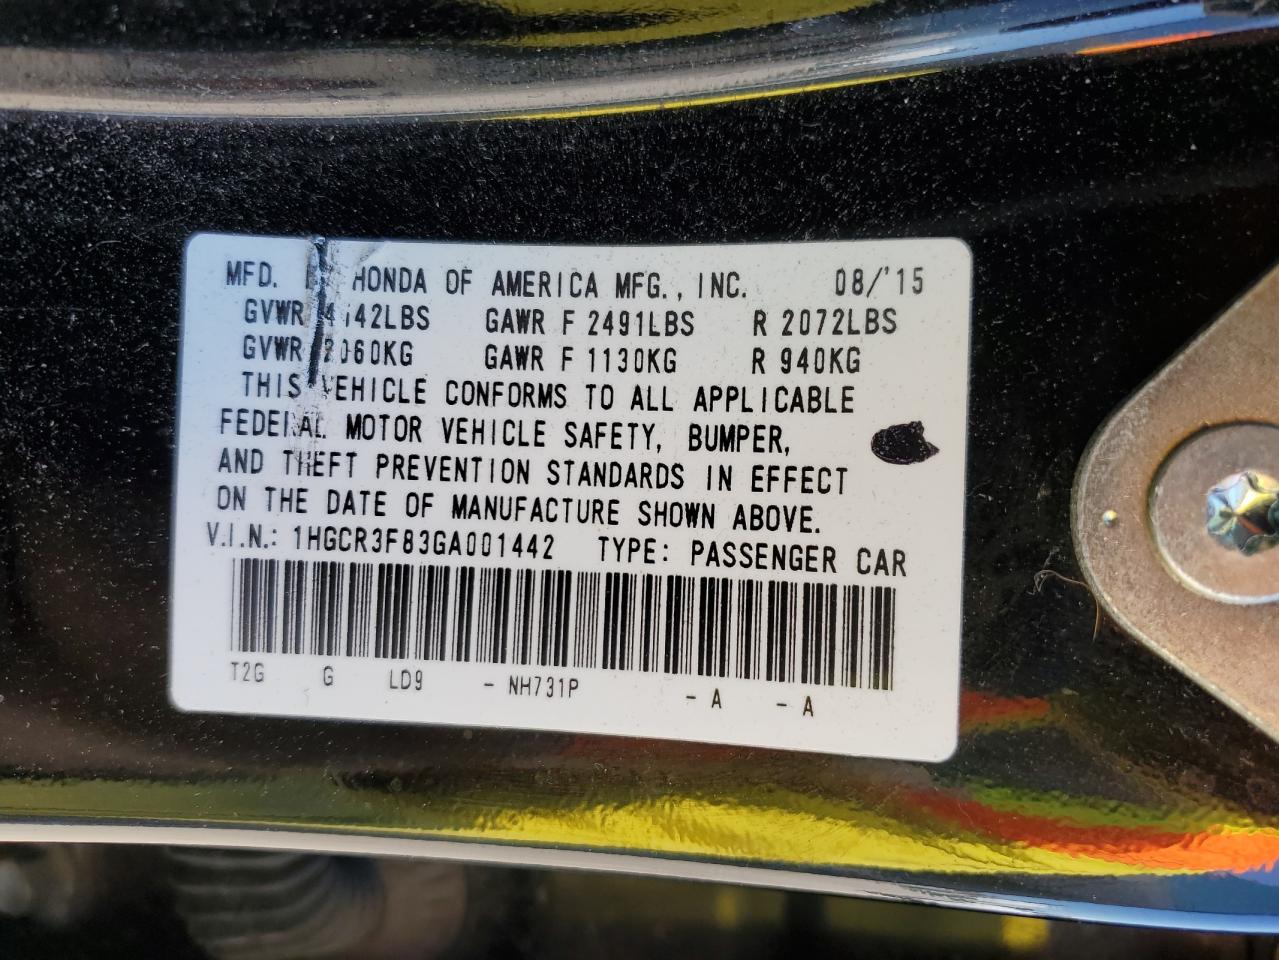 MFD. HONDA OF AMERICA MFG., INC. 08/'15
GVWR LBS GAWR F 2491LBS R 2072LBS
GVWR 2060KG GAWR F 1130KG R 940KG
THIS VEHICLE CONFORMS TO ALL APPLICABLE
FEDERAL MOTOR VEHICLE SAFETY, BUMPER,
AND THEFT PREVENTION STANDARDS IN EFFECT
ON THE DATE OF MANUFACTURE SHOWN ABOVE.
V.I.N.: 1HGCR3F83GA001442 TYPE: PASSENGER CAR
T2G G LD9 - NH731P - A - A